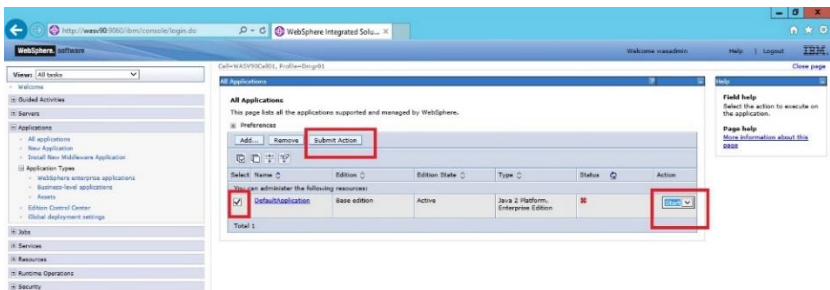 http://wasv90:9060/ibm/console/login.do
WebSphere Integrated Solu...
WebSphere. software
Welcome wasadmin
Help | Logout
IBM.
View: All tasks
Welcome
Guided Activities
Servers
Applications
All applications
New Application
Install New Middleware Application
Application Types
WebSphere enterprise applications
Business-level applications
Assets
Edition Control Center
Global deployment settings
Jobs
Services
Resources
Runtime Operations
Security
Cell=WASV90Cell01, Profile=Dmgr01
Close page
All Applications
All Applications
This page lists all the applications supported and managed by WebSphere.
Preferences
Add... Remove Submit Action
Select Name Edition Edition State Type Status Action
You can administer the following resources:
DefaultApplication Base edition Active Java 2 Platform, Enterprise Edition Start
Total 1
Help
Field help
Select the action to execute on
the application.
Page help
More information about this
page